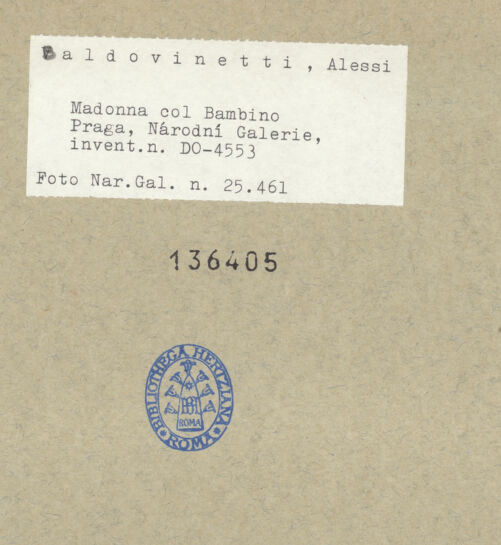 Baldovinetti, Alessi
Madonna col Bambino
Praga, Národní Galerie,
invent.n. DO-4553
Foto Nar.Gal. n. 25.461
136405
BIBLIOTHECA HERTZIANA
ROMA
ROMA